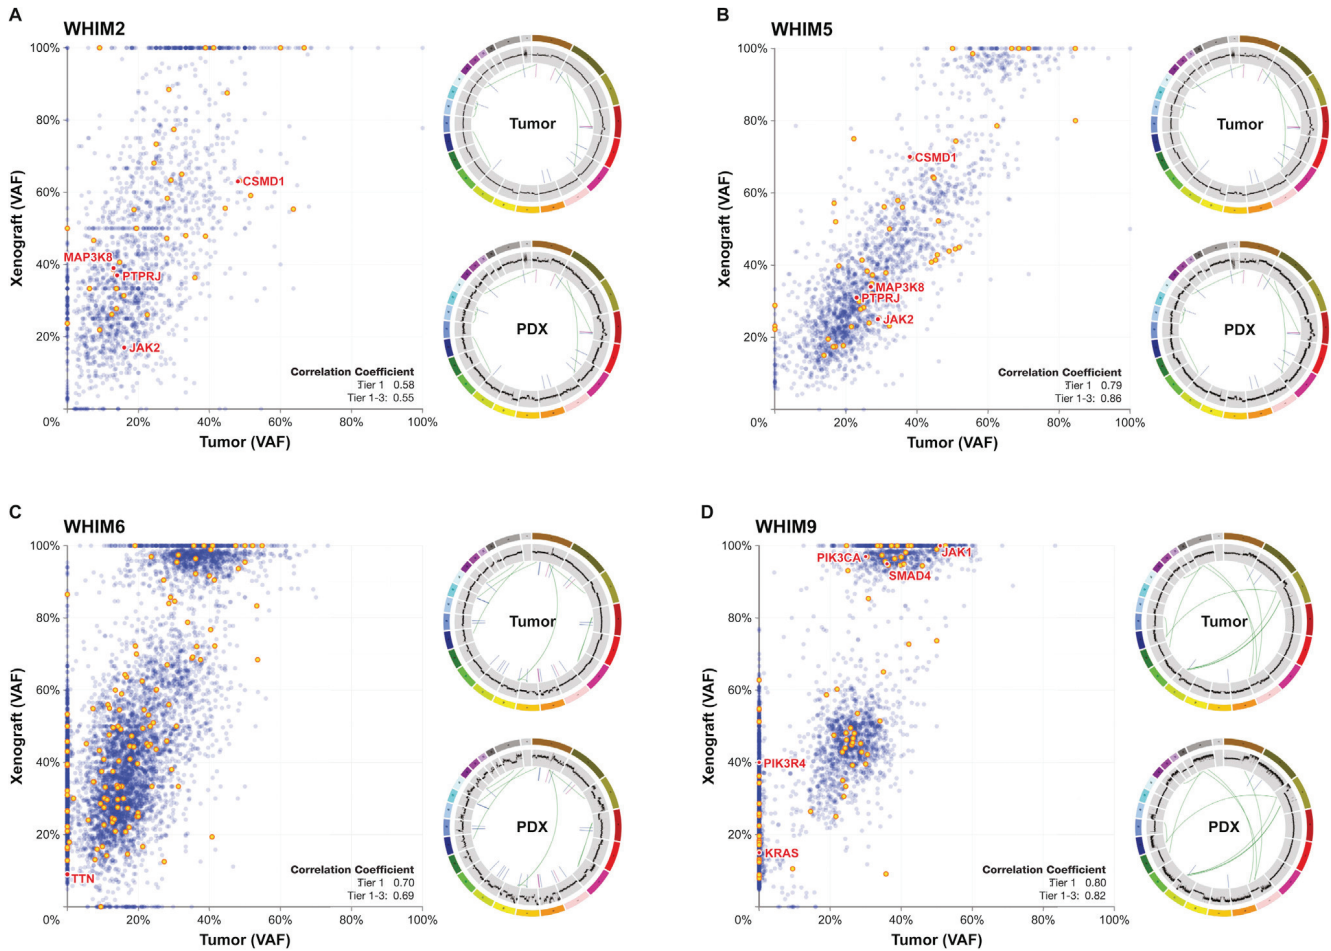 A
WHIM2
100%
80%
60%
40%
20%
0%
20%
40%
60%
80%
100%
Xenograft (VAF)
Tumor (VAF)
CSMD1
MAP3K8
PTPRJ
JAK2
Correlation Coefficient
Tier 1 0.58
Tier 1-3: 0.55
Tumor
PDX
B
WHIM5
100%
80%
60%
40%
20%
0%
20%
40%
60%
80%
100%
Xenograft (VAF)
Tumor (VAF)
CSMD1
MAP3K8
PTPRJ
JAK2
Correlation Coefficient
Tier 1 0.79
Tier 1-3: 0.86
Tumor
PDX
C
WHIM6
100%
80%
60%
40%
20%
0%
20%
40%
60%
80%
100%
Xenograft (VAF)
Tumor (VAF)
TTN
Correlation Coefficient
Tier 1 0.70
Tier 1-3: 0.69
Tumor
PDX
D
WHIM9
100%
80%
60%
40%
20%
0%
20%
40%
60%
80%
100%
Xenograft (VAF)
Tumor (VAF)
PIK3CA
JAK1
SMAD4
PIK3R4
KRAS
Correlation Coefficient
Tier 1 0.80
Tier 1-3: 0.82
Tumor
PDX